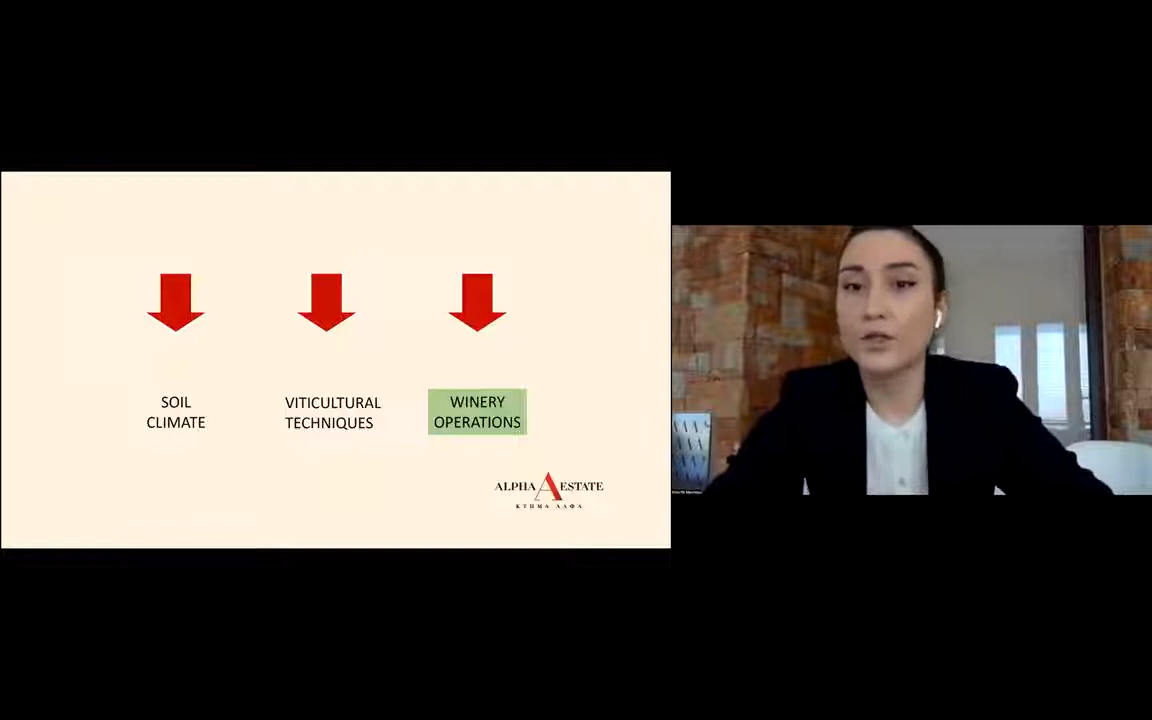 SOIL
CLIMATE
VITICULTURAL
TECHNIQUES
WINERY
OPERATIONS
ALPHA A ESTATE
ΚΤΗΜΑ ΑΛΦΑ